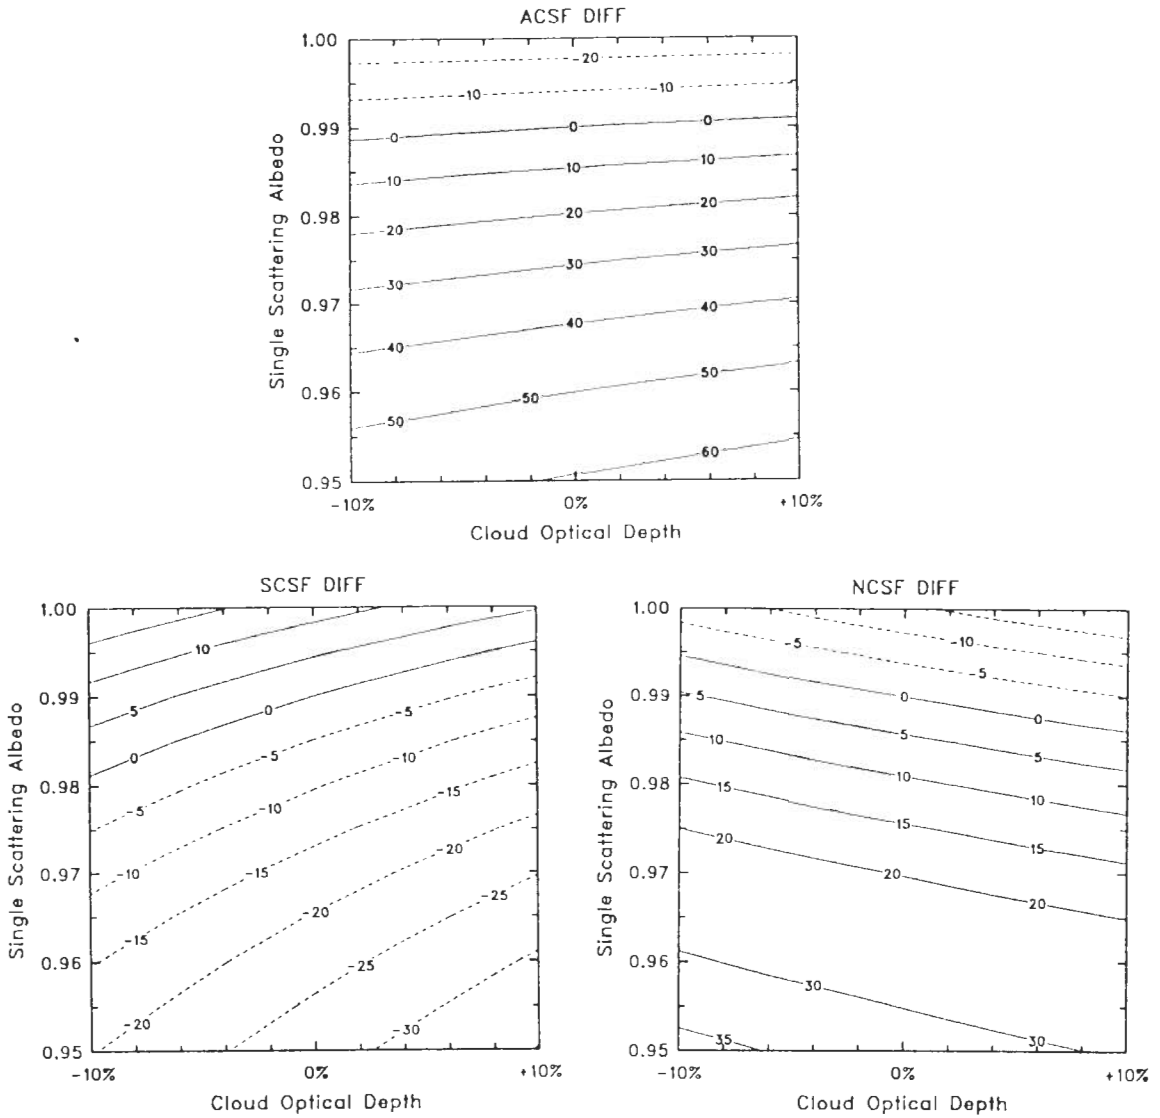 ACSF DIFF
1.00
0.99
0.98
0.97
0.96
0.95
Single Scattering Albedo
-20
-10 -10
0 0 0
10 10 10
20 20 20
30 30 30
40 40 40
50 50 50
60
-10% 0% +10%
Cloud Optical Depth
SCSF DIFF
1.00
0.99
0.98
0.97
0.96
0.95
Single Scattering Albedo
10
5 0 -5
0 -5 -10
-5 -10 -15
-10 -15 -20
-15 -20 -25
-20 -25 -30
-10% 0% +10%
Cloud Optical Depth
NCSF DIFF
1.00
0.99
0.98
0.97
0.96
0.95
Single Scattering Albedo
-5 -10
-5
0 0
5 5 5
10 10 10
15 15 15
20 20 20
30 30
35
-10% 0% +10%
Cloud Optical Depth